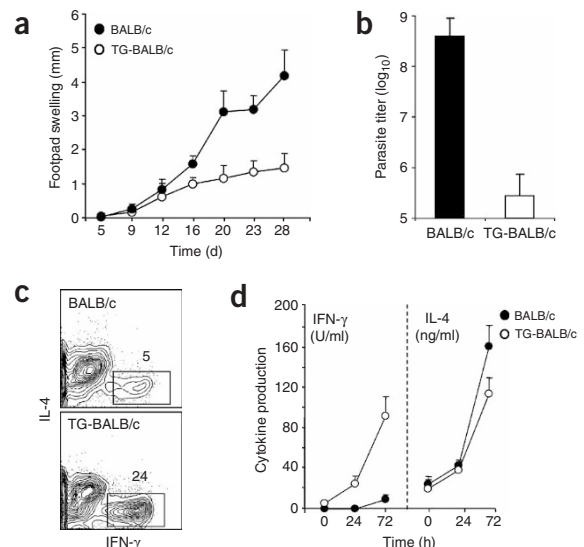 a
BALB/c
TG-BALB/c
Footpad swelling (mm)
6
5
4
3
2
1
0
5 9 12 16 20 23 28
Time (d)
b
Parasite titer (log10)
9
8
7
6
5
BALB/c TG-BALB/c
c
BALB/c
5
TG-BALB/c
24
IL-4
IFN-γ
d
BALB/c
TG-BALB/c
IFN-γ
(U/ml)
IL-4
(ng/ml)
Cytokine production
200
160
120
80
40
0
0 24 72 0 24 72
Time (h)